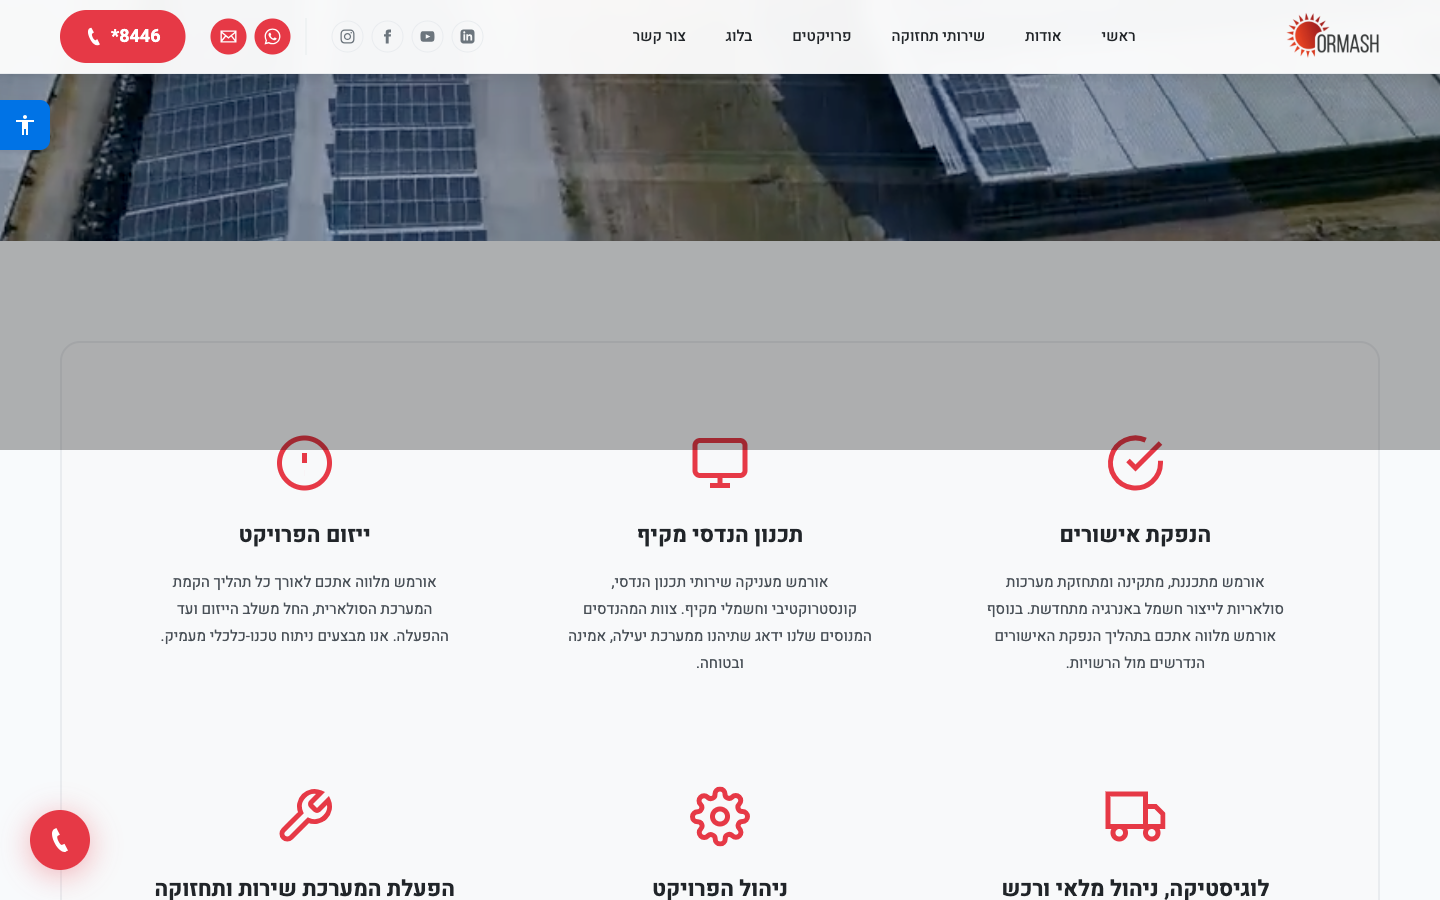 ORMASH
ראשי
אודות
שירותי תחזוקה
פרויקטים
בלוג
צור קשר
*8446
הנפקת אישורים
אורמש מתכננת, מתקינה ומתחזקת מערכות
סולאריות לייצור חשמל באנרגיה מתחדשת. בנוסף
אורמש מלווה אתכם בתהליך הנפקת האישורים
הנדרשים מול הרשויות.
תכנון הנדסי מקיף
אורמש מעניקה שירותי תכנון הנדסי,
קונסטרוקטיבי וחשמלי מקיף. צוות המהנדסים
המנוסים שלנו ידאג שתיהנו ממערכת יעילה, אמינה
ובטוחה.
ייזום הפרויקט
אורמש מלווה אתכם לאורך כל תהליך הקמת
המערכת הסולארית, החל משלב הייזום ועד
ההפעלה. אנו מבצעים ניתוח טכנו-כלכלי מעמיק.
לוגיסטיקה, ניהול מלאי ורכש
ניהול הפרויקט
הפעלת המערכת שירות ותחזוקה